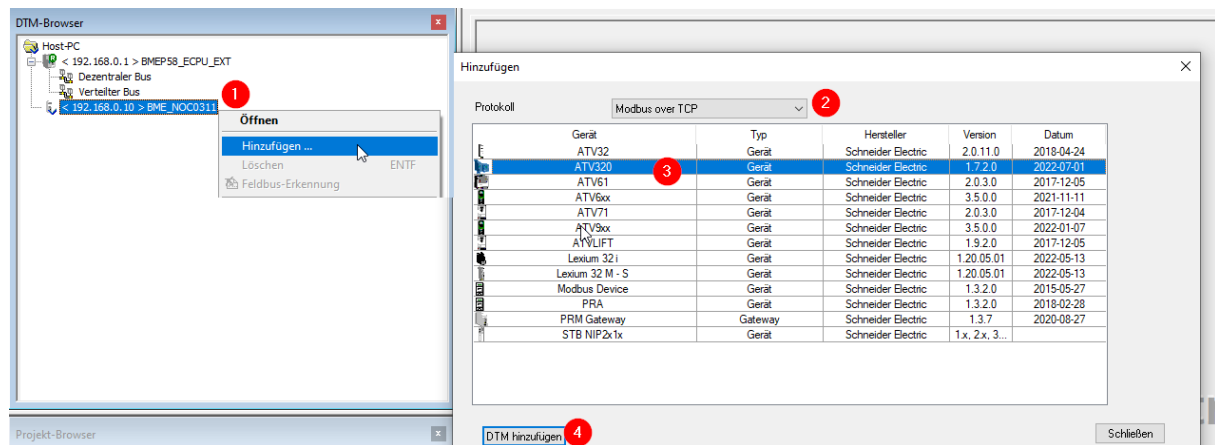 DTM-Browser
x
Host-PC
< 192.168.0.1 > BMEP58_ECPU_EXT
Dezentraler Bus
Verteilter Bus
< 192.168.0.10 > BME_NOC0311
1
Öffnen
Hinzufügen ...
Löschen ENTF
Feldbus-Erkennung
Projekt-Browser
x
Hinzufügen
Protokoll Modbus over TCP 2
Gerät Typ Hersteller Version Datum
ATV32 Gerät Schneider Electric 2.0.11.0 2018-04-24
ATV320 3 Gerät Schneider Electric 1.7.2.0 2022-07-01
ATV61 Gerät Schneider Electric 2.0.3.0 2017-12-05
ATV6xx Gerät Schneider Electric 3.5.0.0 2021-11-11
ATV71 Gerät Schneider Electric 2.0.3.0 2017-12-04
ATV9xx Gerät Schneider Electric 3.5.0.0 2022-01-07
ATVLIFT Gerät Schneider Electric 1.9.2.0 2017-12-05
Lexium 32 i Gerät Schneider Electric 1.20.05.01 2022-05-13
Lexium 32 M - S Gerät Schneider Electric 1.20.05.01 2022-05-13
Modbus Device Gerät Schneider Electric 1.3.2.0 2015-05-27
PRA Gerät Schneider Electric 1.3.2.0 2018-02-28
PRM Gateway Gateway Schneider Electric 1.3.7 2020-08-27
STB NIP2x1x Gerät Schneider Electric 1.x, 2.x, 3...
DTM hinzufügen 4 Schließen